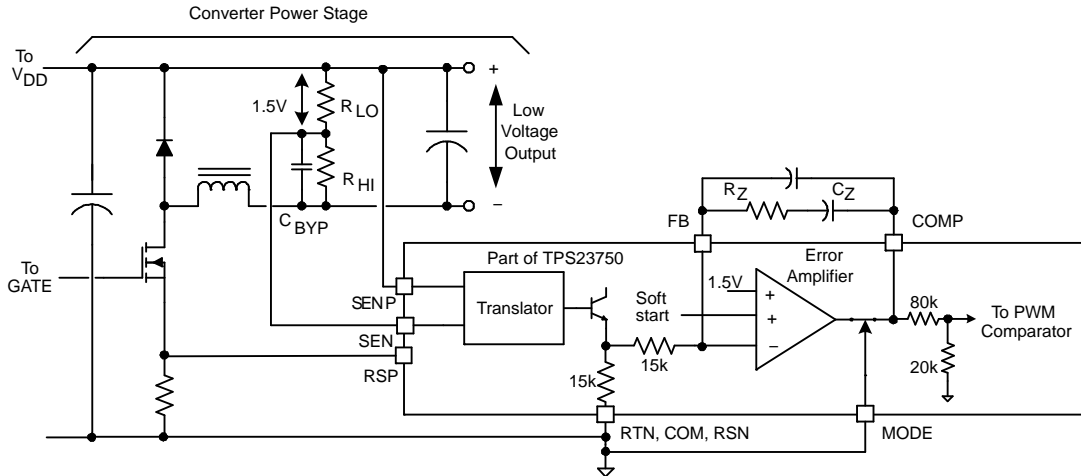 Converter Power Stage
To
VDD
1.5V
RLO
+
Low
Voltage
Output
RHI
−
CBYP
To
GATE
RZ
CZ
FB
COMP
Part of TPS23750
Error
Amplifier
SENP
Translator
Soft
start
1.5V
+
+
−
80k
To PWM
Comparator
SEN
15k
20k
RSP
15k
RTN, COM, RSN
MODE